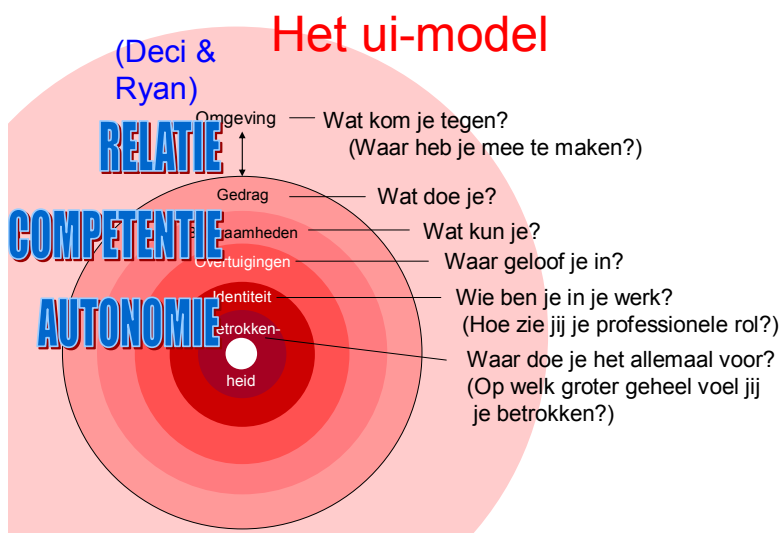 Het ui-model
(Deci &
Ryan)
Omgeving
Wat kom je tegen?
(Waar heb je mee te maken?)
RELATIE
Gedrag
Wat doe je?
COMPETENTIE
aamheden
Wat kun je?
Overtuigingen
Waar geloof je in?
Identiteit
Wie ben je in je werk?
(Hoe zie jij je professionele rol?)
AUTONOMIE
etrokken-
heid
Waar doe je het allemaal voor?
(Op welk groter geheel voel jij
je betrokken?)